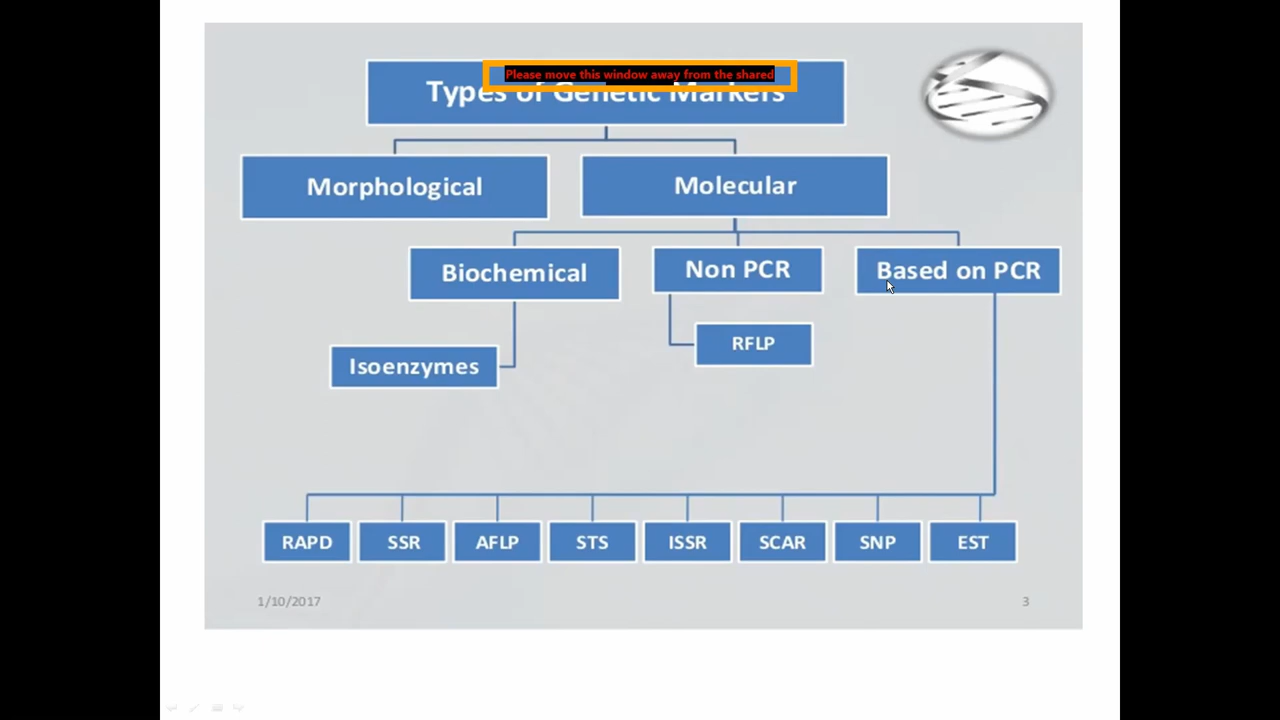 Please move this window away from the shared
Types of Genetic Markers
Morphological
Molecular
Biochemical
Non PCR
Based on PCR
RFLP
Isoenzymes
RAPD
SSR
AFLP
STS
ISSR
SCAR
SNP
EST
1/10/2017
3